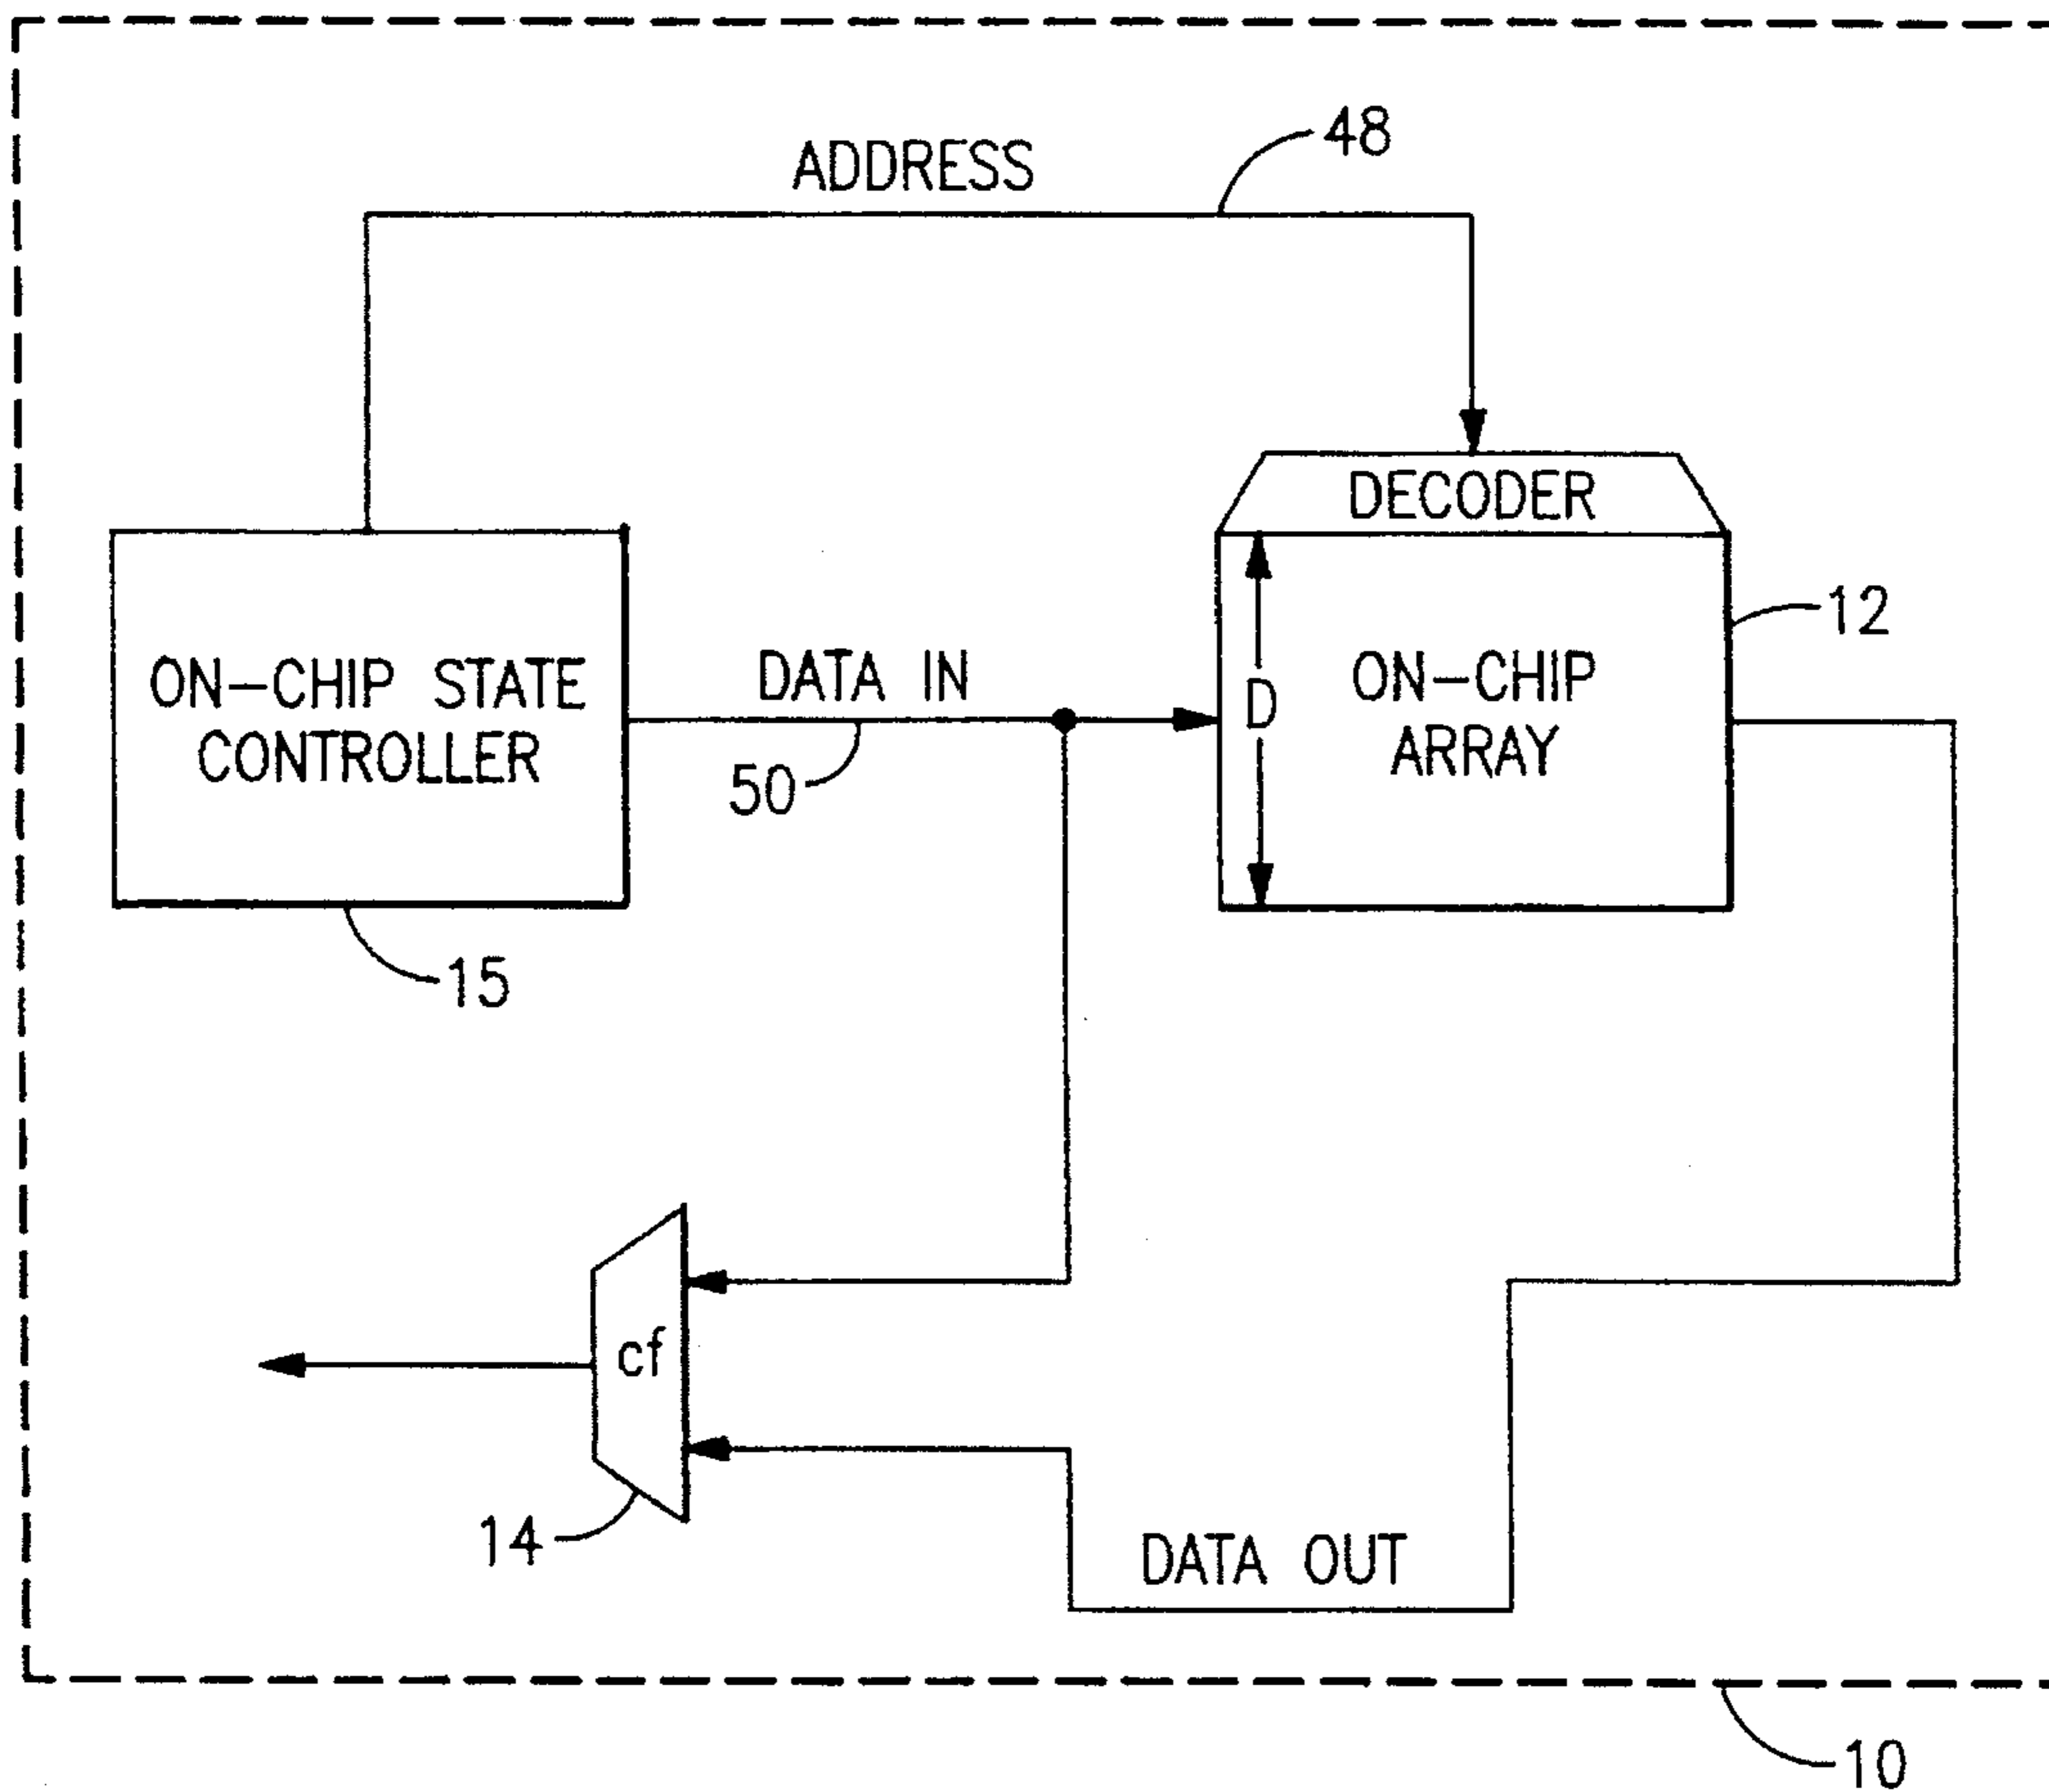 48
ADDRESS
DECODER
12
ON-CHIP STATE
CONTROLLER
DATA IN
50
D
ON-CHIP
ARRAY
15
cf
14
DATA OUT
10